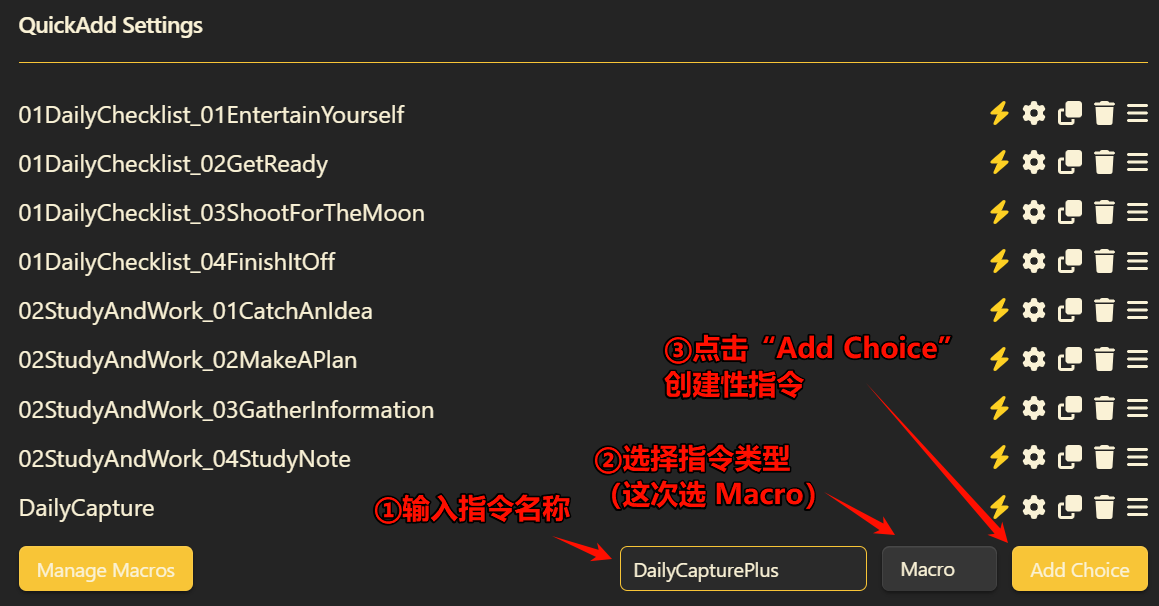 QuickAdd Settings
01DailyChecklist_01EntertainYourself
01DailyChecklist_02GetReady
01DailyChecklist_03ShootForTheMoon
01DailyChecklist_04FinishItOff
02StudyAndWork_01CatchAnIdea
02StudyAndWork_02MakeAPlan
③点击“Add Choice”
创建性指令
02StudyAndWork_03GatherInformation
02StudyAndWork_04StudyNote
②选择指令类型
（这次选 Macro）
DailyCapture
①输入指令名称
Manage Macros
DailyCapturePlus
Macro
Add Choice